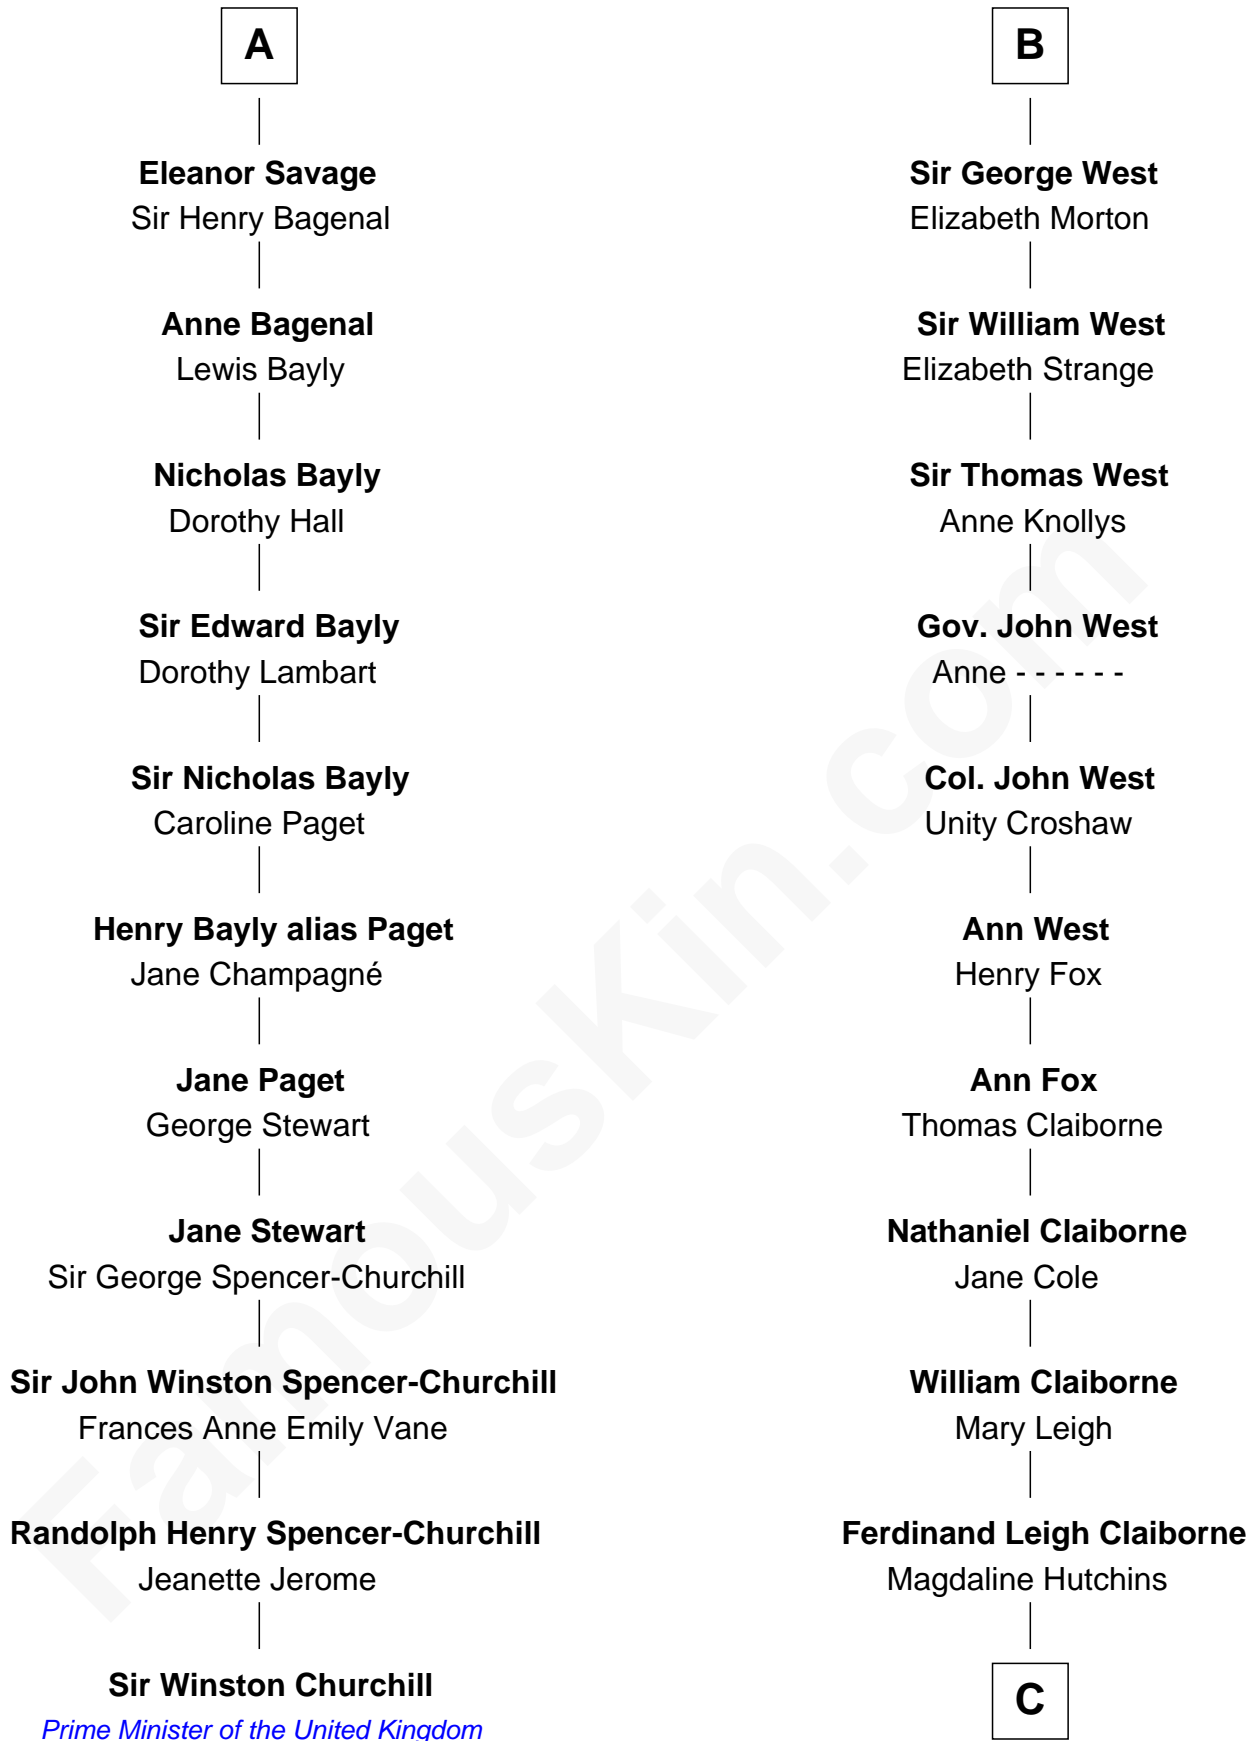 A
Eleanor Savage
Sir Henry Bagenal
Anne Bagenal
Lewis Bayly
Nicholas Bayly
Dorothy Hall
Sir Edward Bayly
Dorothy Lambart
Sir Nicholas Bayly
Caroline Paget
Henry Bayly alias Paget
Jane Champagné
Jane Paget
George Stewart
Jane Stewart
Sir George Spencer-Churchill
Sir John Winston Spencer-Churchill
Frances Anne Emily Vane
Randolph Henry Spencer-Churchill
Jeanette Jerome
Sir Winston Churchill
Prime Minister of the United Kingdom
B
Sir George West
Elizabeth Morton
Sir William West
Elizabeth Strange
Sir Thomas West
Anne Knollys
Gov. John West
Anne - - - - - -
Col. John West
Unity Croshaw
Ann West
Henry Fox
Ann Fox
Thomas Claiborne
Nathaniel Claiborne
Jane Cole
William Claiborne
Mary Leigh
Ferdinand Leigh Claiborne
Magdaline Hutchins
C
FamousKin.com